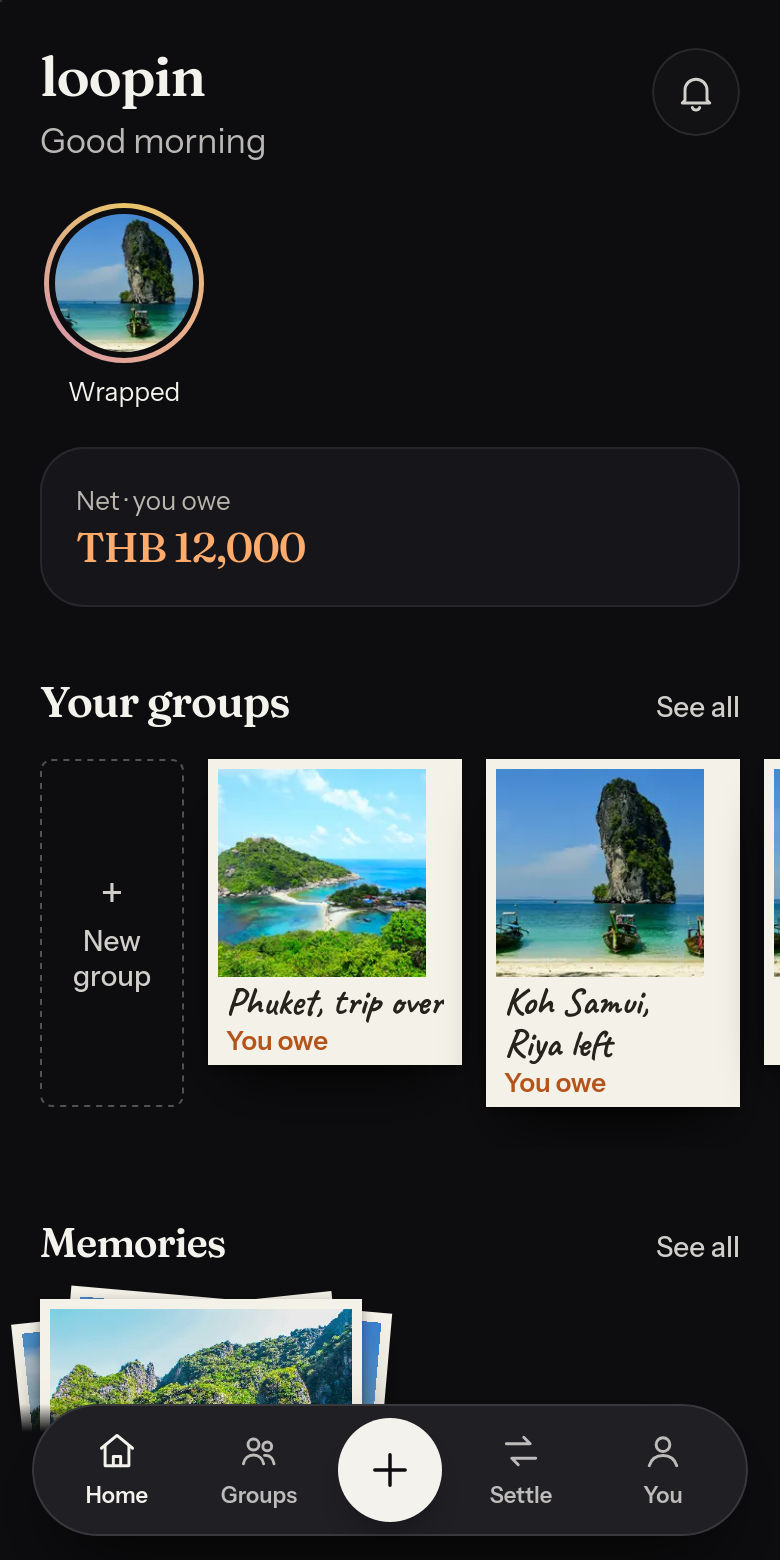 loopin
Good morning
Wrapped
Net · you owe
THB 12,000
Your groups
See all
+
New
group
Phuket, trip over
You owe
Koh Samui,
Riya left
You owe
Memories
See all
Home
Groups
Settle
You